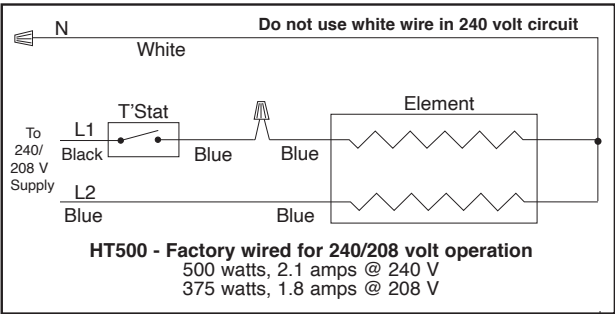 N
Do not use white wire in 240 volt circuit
White
T'Stat
Element
To
240/
208 V
Supply
L1
Black
Blue
Blue
L2
Blue
Blue
HT500 - Factory wired for 240/208 volt operation
500 watts, 2.1 amps @ 240 V
375 watts, 1.8 amps @ 208 V